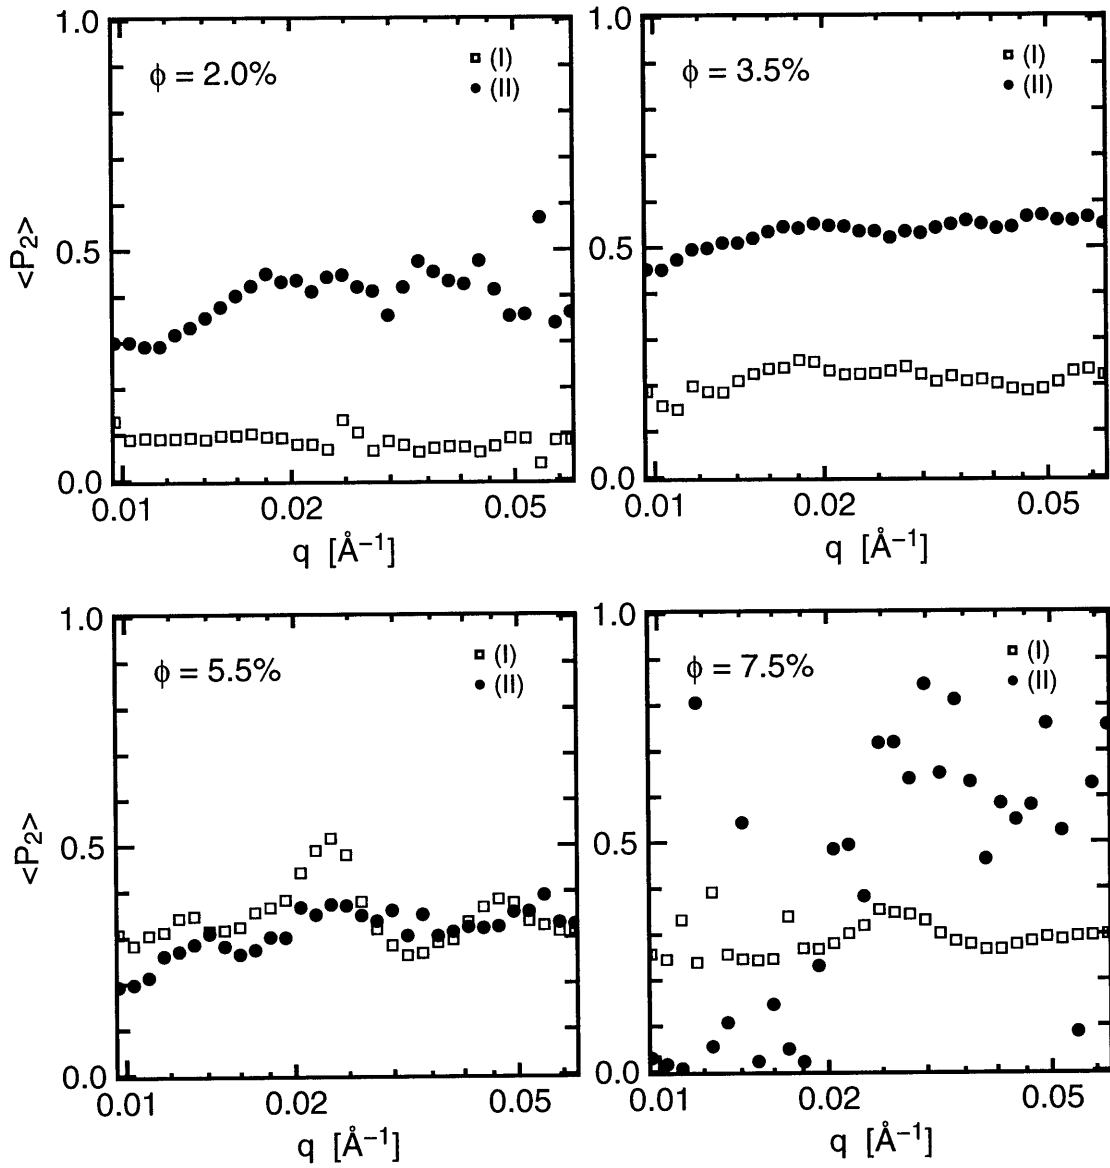 1.0
ϕ = 2.0%
(I)
(II)
<P₂>
0.5
0.0
0.01 0.02 0.05
q [Å⁻¹]
1.0
ϕ = 3.5%
(I)
(II)
0.5
0.0
0.01 0.02 0.05
q [Å⁻¹]
1.0
ϕ = 5.5%
(I)
(II)
<P₂>
0.5
0.0
0.01 0.02 0.05
q [Å⁻¹]
1.0
ϕ = 7.5%
(I)
(II)
0.5
0.0
0.01 0.02 0.05
q [Å⁻¹]